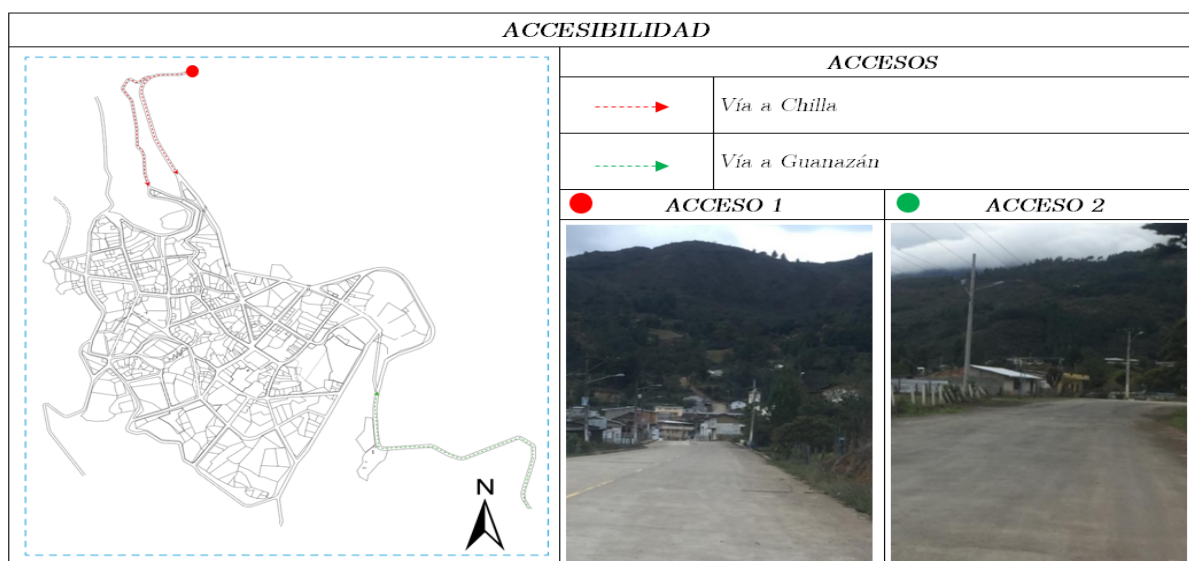 ACCESIBILIDAD
ACCESOS
Vía a Chilla
Vía a Guanazán
ACCESO 1
ACCESO 2
N